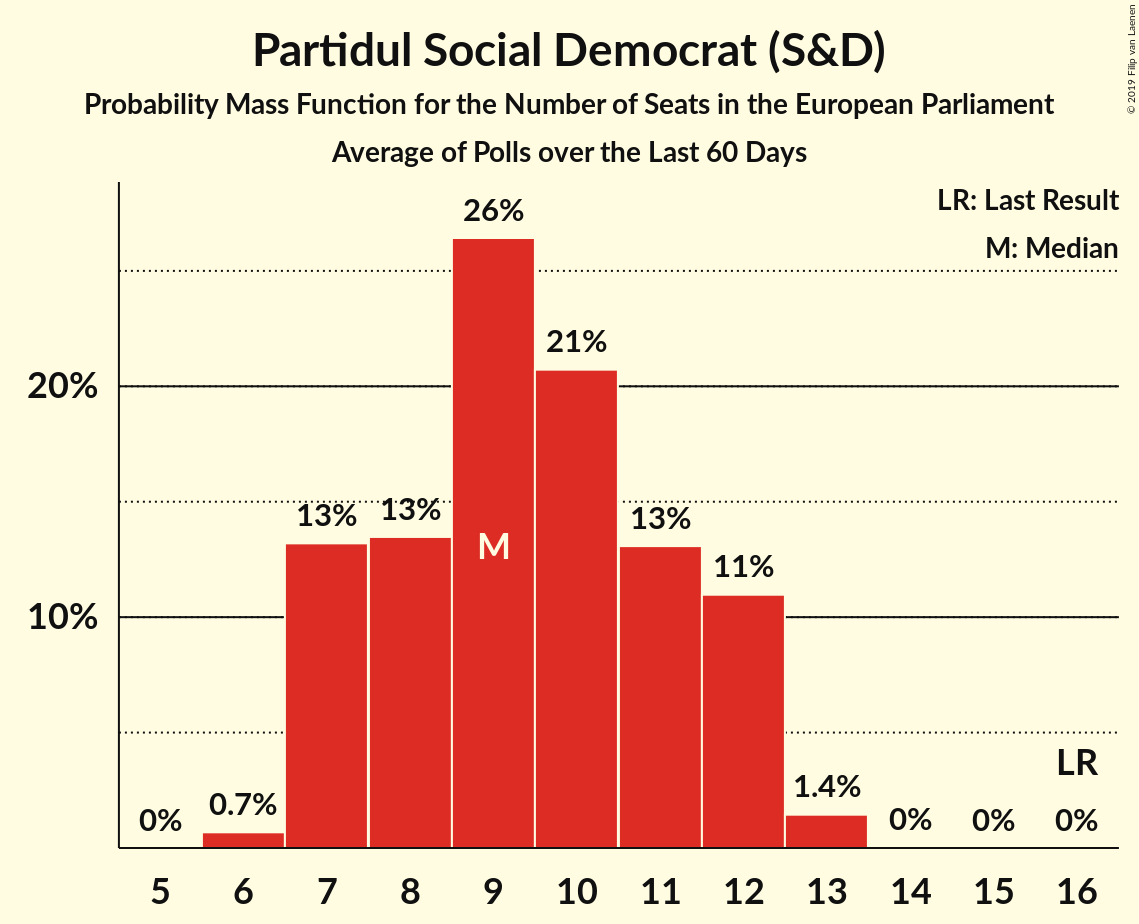 Partidul Social Democrat (S&D)
Probability Mass Function for the Number of Seats in the European Parliament
Average of Polls over the Last 60 Days
© 2019 Filip van Laenen
LR: Last Result
M: Median
26%
21%
20%
13%
13%
13%
11%
M
10%
LR
1.4%
0.7%
0%
0%
0%
0%
5 6 7 8 9 10 11 12 13 14 15 16